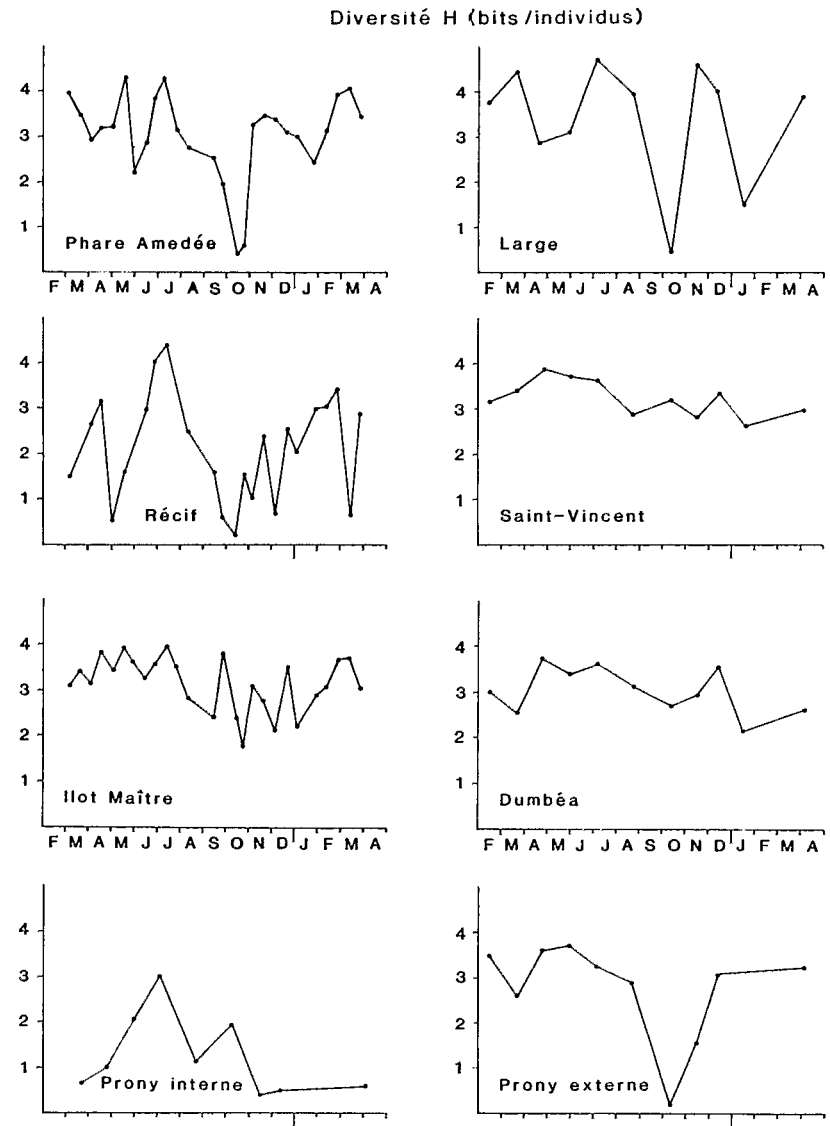 Diversité H (bits/individus)
4
3
2
1
Phare Amedée
F M A M J J A S O N D J F M A
4
3
2
1
Large
F M A M J J A S O N D J F M A
4
3
2
1
Récif
4
3
2
1
Saint-Vincent
4
3
2
1
Ilot Maître
F M A M J J A S O N D J F M A
4
3
2
1
Dumbéa
F M A M J J A S O N D J F M A
4
3
2
1
Prony interne
4
3
2
1
Prony externe